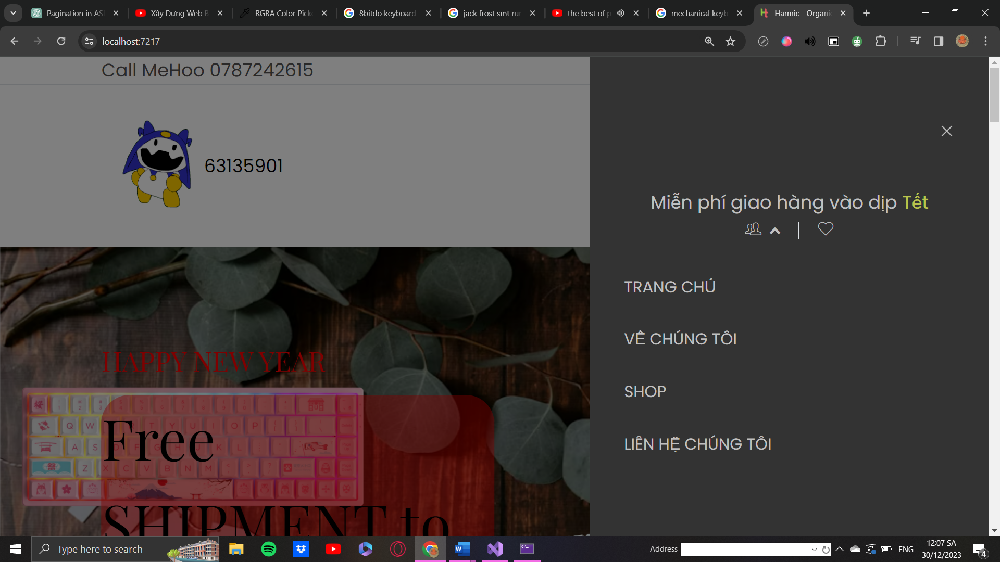 Pagination in AS
Xây Dựng Web B
RGBA Color Pick
8bitdo keyboard
jack frost smt rur
the best of p
mechanical keyb
Harmic - Organic
localhost:7217
Call MeHoo 0787242615
63135901
Miễn phí giao hàng vào dịp Tết
TRANG CHỦ
VỀ CHÚNG TÔI
SHOP
LIÊN HỆ CHÚNG TÔI
HAPPY NEW YEAR
Free
SHIPMENT to
Q W R T Y U I O P
A S D F G H J K L
Z X C V B N M
Type here to search
Address
ENG
12:07 SA
30/12/2023
4